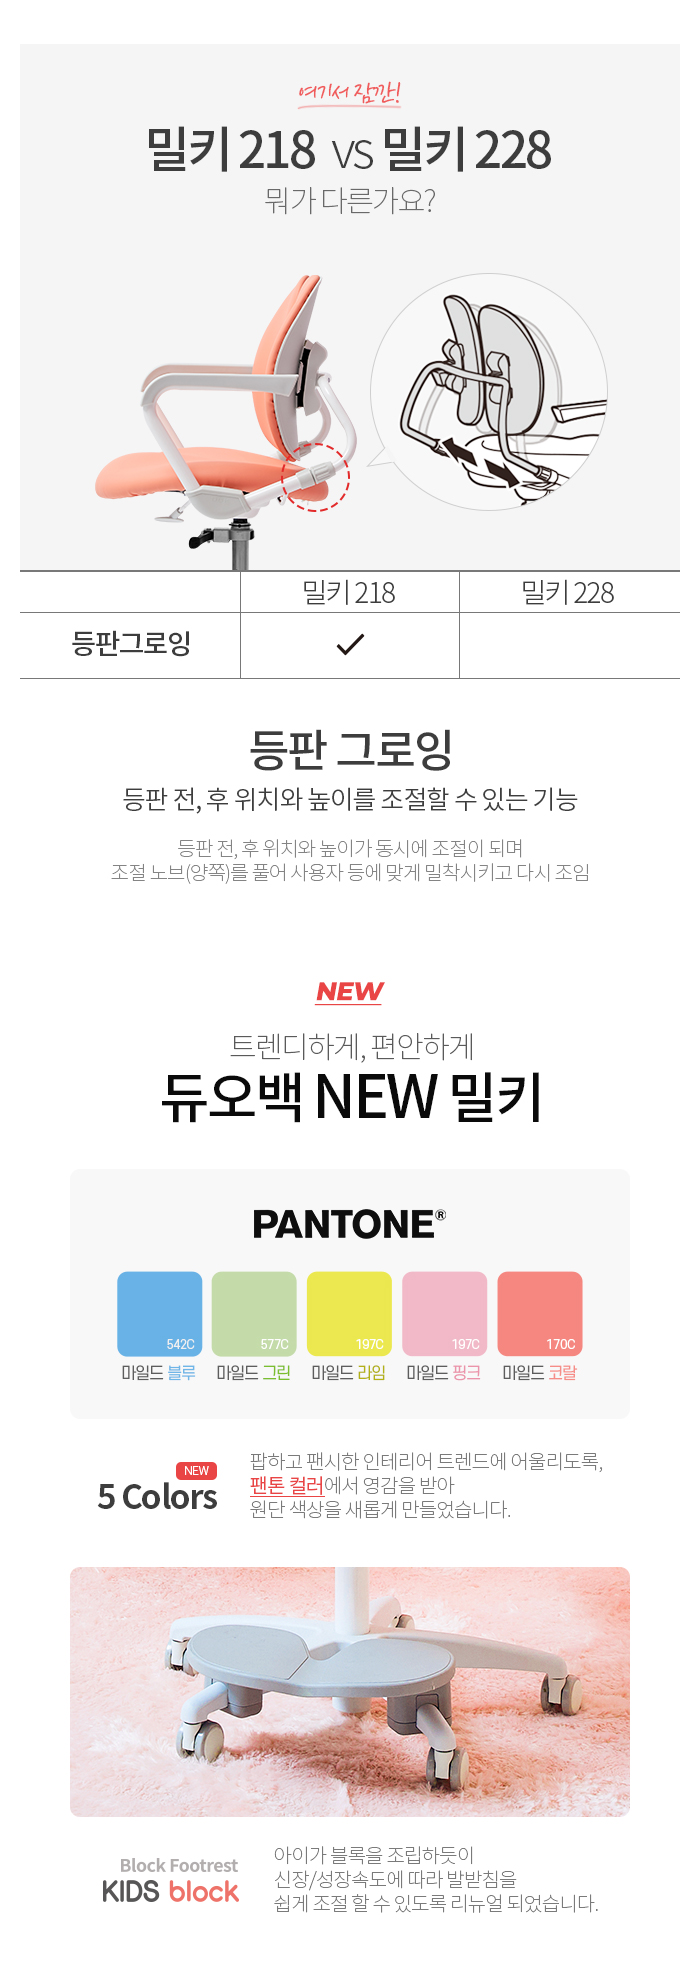 여기서 잠깐!
밀키 218 VS 밀키 228
뭐가 다른가요?
밀키 218 밀키 228
등판그로잉 ✓
등판 그로잉
등판 전, 후 위치와 높이를 조절할 수 있는 기능
등판 전, 후 위치와 높이가 동시에 조절이 되며
조절 노브(양쪽)를 풀어 사용자 등에 맞게 밀착시키고 다시 조임
NEW
트렌디하게, 편안하게
듀오백 NEW 밀키
PANTONE®
542C 577C 197C 197C 170C
마일드 블루 마일드 그린 마일드 라임 마일드 핑크 마일드 코랄
NEW
5 Colors
팝하고 팬시한 인테리어 트렌드에 어울리도록,
팬톤 컬러에서 영감을 받아
원단 색상을 새롭게 만들었습니다.
Block Footrest
KIDS block
아이가 블록을 조립하듯이
신장/성장속도에 따라 발받침을
쉽게 조절 할 수 있도록 리뉴얼 되었습니다.